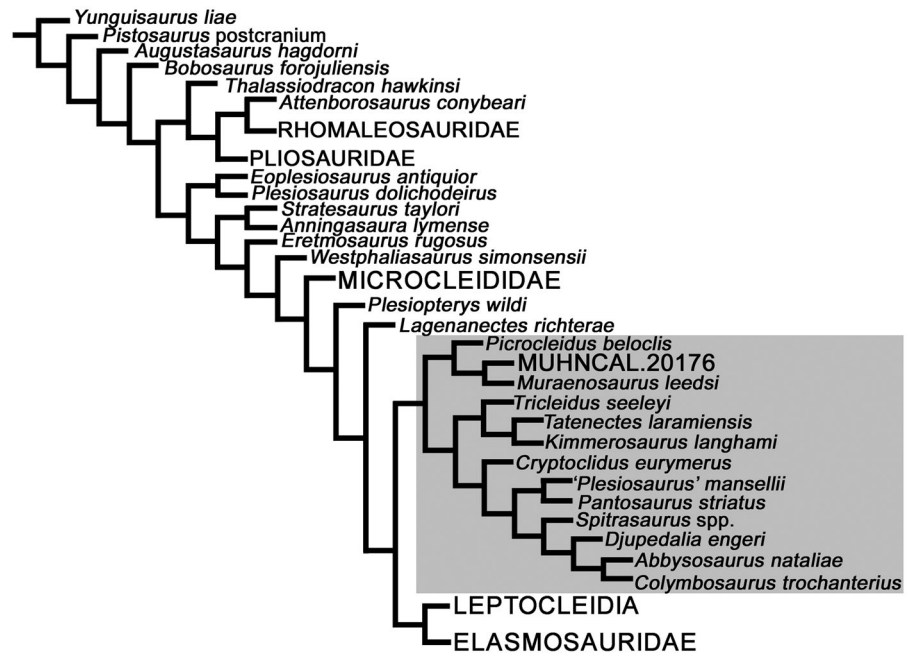 Yunguisaurus liae
Pistosaurus postcranium
Augustasaurus hagdorni
Bobosaurus forojuliensis
Thalassiodracon hawkinsi
Attenborosaurus conybeari
RHOMALEOSAURIDAE
PLIOSAURIDAE
Eoplesiosaurus antiquior
Plesiosaurus dolichodeirus
Stratesaurus taylori
Anningasaura lymense
Eretmosaurus rugosus
Westphaliasaurus simonsensii
MICROCLEIDIDAE
Plesiopterys wildi
Lagenanectes richterae
Picrocleidus beloclis
MUHNCAL.20176
Muraenosaurus leedsi
Tricleidus seeleyi
Tatenectes laramiensis
Kimmerosaurus langhami
Cryptoclidus eurymerus
‘Plesiosaurus’ mansellii
Pantosaurus striatus
Spitrasaurus spp.
Djupedalia engeri
Abbysosaurus nataliae
Colymbosaurus trochanterius
LEPTOCLEIDIA
ELASMOSAURIDAE